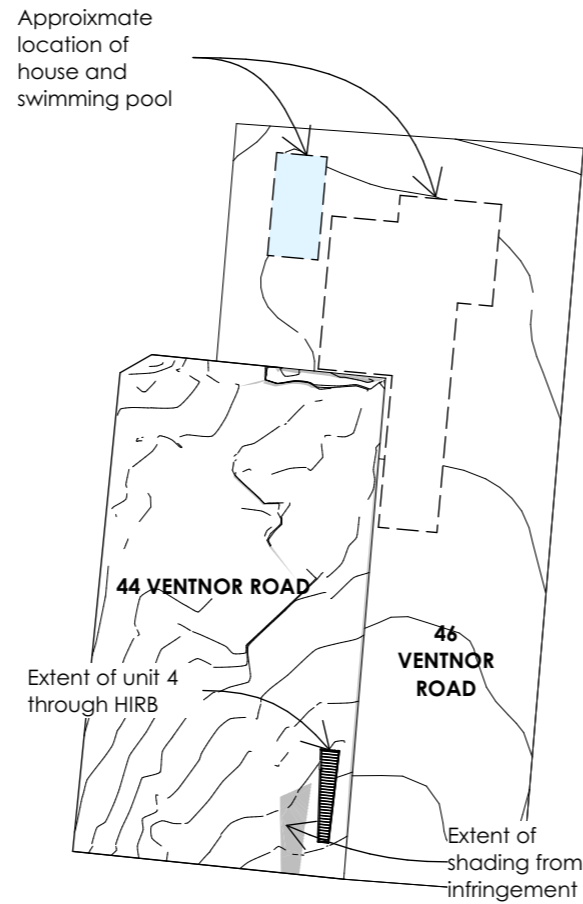 Approixmate
location of
house and
swimming pool
44 VENTNOR ROAD
46
VENTNOR
ROAD
Extent of unit 4
through HIRB
Extent of
shading from
infringement